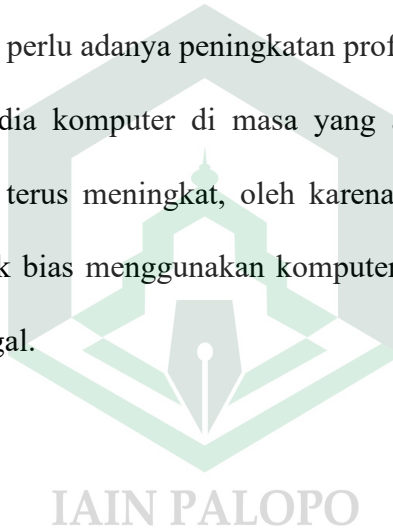 perlu adanya peningkatan prof
dia komputer di masa yang
terus meningkat, oleh karena
k bias menggunakan komputer
gal.
IAIN PALOPO